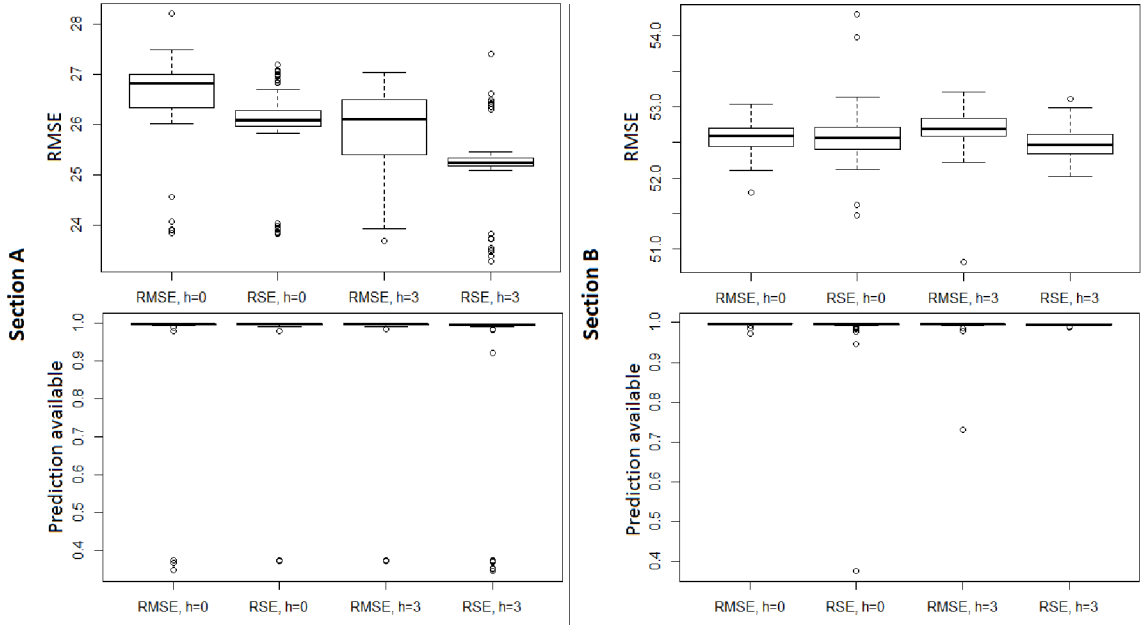 Section A
RMSE
28
27
26
25
24
RMSE, h=0 RSE, h=0 RMSE, h=3 RSE, h=3
Prediction available
1.0
0.9
0.8
0.7
0.6
0.5
0.4
RMSE, h=0 RSE, h=0 RMSE, h=3 RSE, h=3
Section B
RMSE
54.0
53.0
52.0
51.0
RMSE, h=0 RSE, h=0 RMSE, h=3 RSE, h=3
Prediction available
1.0
0.9
0.8
0.7
0.6
0.5
0.4
RMSE, h=0 RSE, h=0 RMSE, h=3 RSE, h=3